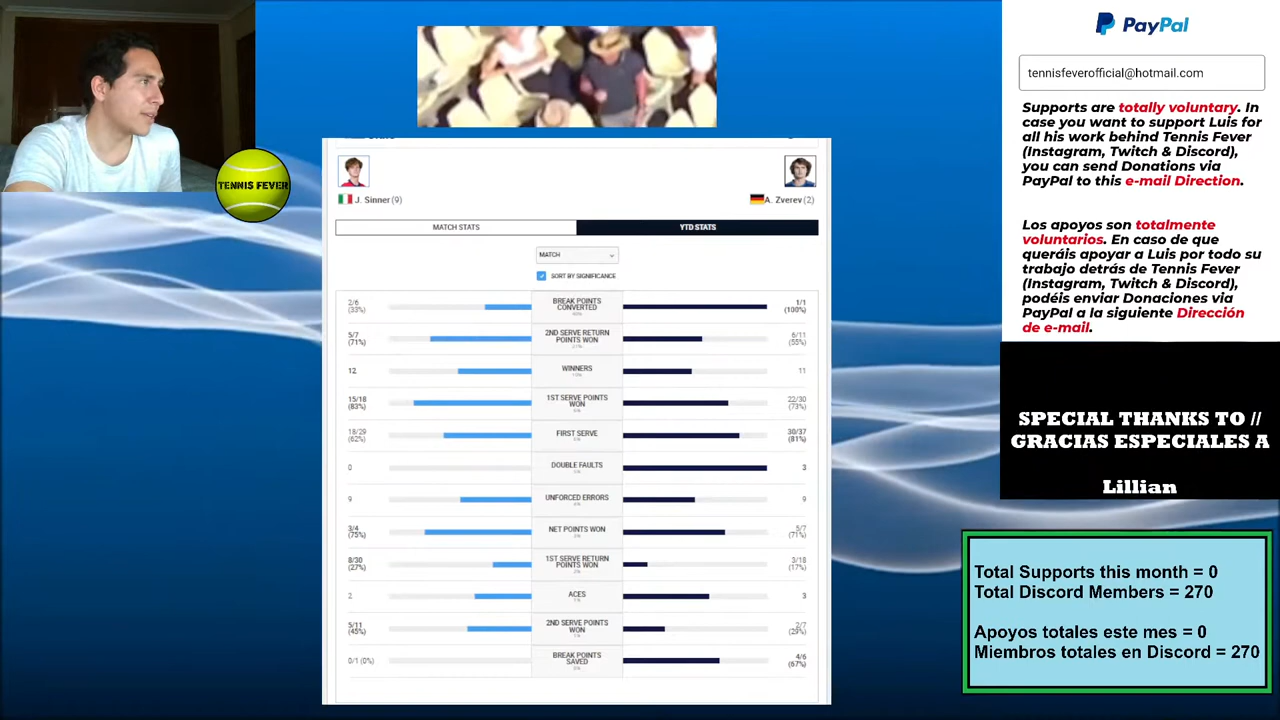 TENNIS FEVER
J. Sinner (9)
A. Zverev (2)
MATCH STATS
YTD STATS
MATCH
SORT BY SIGNIFICANCE
2/6
(33%)
BREAK POINTS
CONVERTED
1/1
(100%)
5/7
(71%)
2ND SERVE RETURN
POINTS WON
6/11
(55%)
12
WINNERS
11
15/18
(83%)
1ST SERVE POINTS
WON
22/30
(73%)
18/29
(62%)
FIRST SERVE
30/37
(81%)
0
DOUBLE FAULTS
3
9
UNFORCED ERRORS
9
3/4
(75%)
NET POINTS WON
5/7
(71%)
8/30
(27%)
1ST SERVE RETURN
POINTS WON
3/18
(17%)
2
ACES
3
5/11
(45%)
2ND SERVE POINTS
WON
2/7
(29%)
0/1 (0%)
BREAK POINTS
SAVED
4/6
(67%)
PayPal
tennisfeverofficial@hotmail.com
Supports are totally voluntary. In
case you want to support Luis for
all his work behind Tennis Fever
(Instagram, Twitch & Discord),
you can send Donations via
PayPal to this e-mail Direction.
Los apoyos son totalmente
voluntarios. En caso de que
queráis apoyar a Luis por todo su
trabajo detrás de Tennis Fever
(Instagram, Twitch & Discord),
podéis enviar Donaciones via
PayPal a la siguiente Dirección
de e-mail.
SPECIAL THANKS TO //
GRACIAS ESPECIALES A
Lillian
Total Supports this month = 0
Total Discord Members = 270
Apoyos totales este mes = 0
Miembros totales en Discord = 270